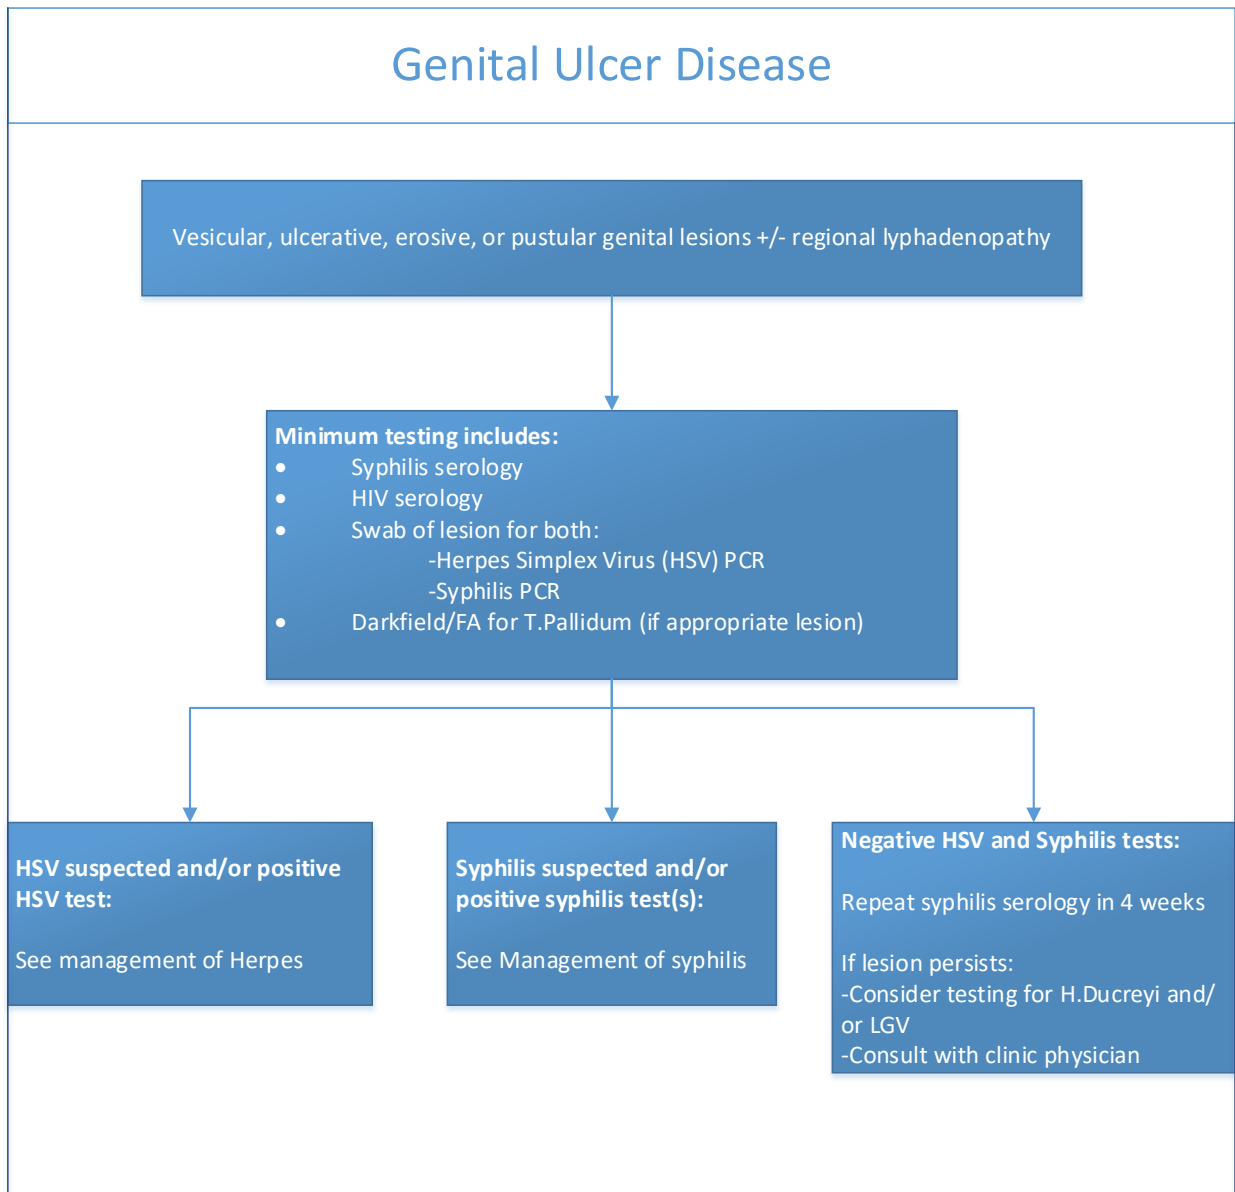 Genital Ulcer Disease
Vesicular, ulcerative, erosive, or pustular genital lesions +/- regional lyphadenopathy
Minimum testing includes:
• Syphilis serology
• HIV serology
• Swab of lesion for both:
-Herpes Simplex Virus (HSV) PCR
-Syphilis PCR
• Darkfield/FA for T.Pallidum (if appropriate lesion)
HSV suspected and/or positive
HSV test:
See management of Herpes
Syphilis suspected and/or
positive syphilis test(s):
See Management of syphilis
Negative HSV and Syphilis tests:
Repeat syphilis serology in 4 weeks
If lesion persists:
-Consider testing for H.Ducreyi and/
or LGV
-Consult with clinic physician